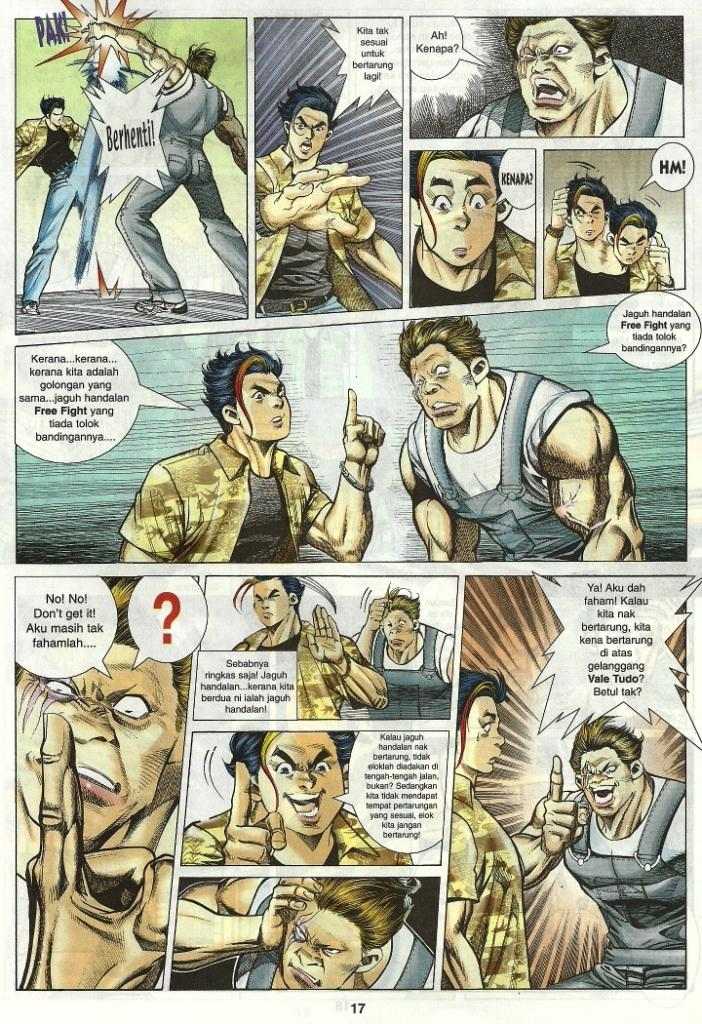 PAK!
Berhenti!
Kita tak
sesuai
untuk
bertarung
lagi!
Ah!
Kenapa?
KENAPA?
HM!
Kerana...kerana...
kerana kita adalah
golongan yang
sama...jaguh handalan
Free Fight yang
tiada tolok
bandingannya....
Jaguh handalan
Free Fight yang
tiada tolok
bandingannya?
No! No!
Don't get it!
Aku masih tak
fahamlah....
?
Sebabnya
ringkas saja! Jaguh
handalan...kerana kita
berdua ni ialah jaguh
handalan!
Kalau jaguh
handalan nak
bertarung, tidak
eloklah diadakan di
tengah-tengah jalan,
bukan? Sedangkan
kita tidak mendapat
tempat pertarungan
yang sesuai, elok
kita jangan
bertarung!
Ya! Aku dah
faham! Kalau
kita nak
bertarung, kita
kena bertarung
di atas
gelanggang
Vale Tudo?
Betul tak?
17